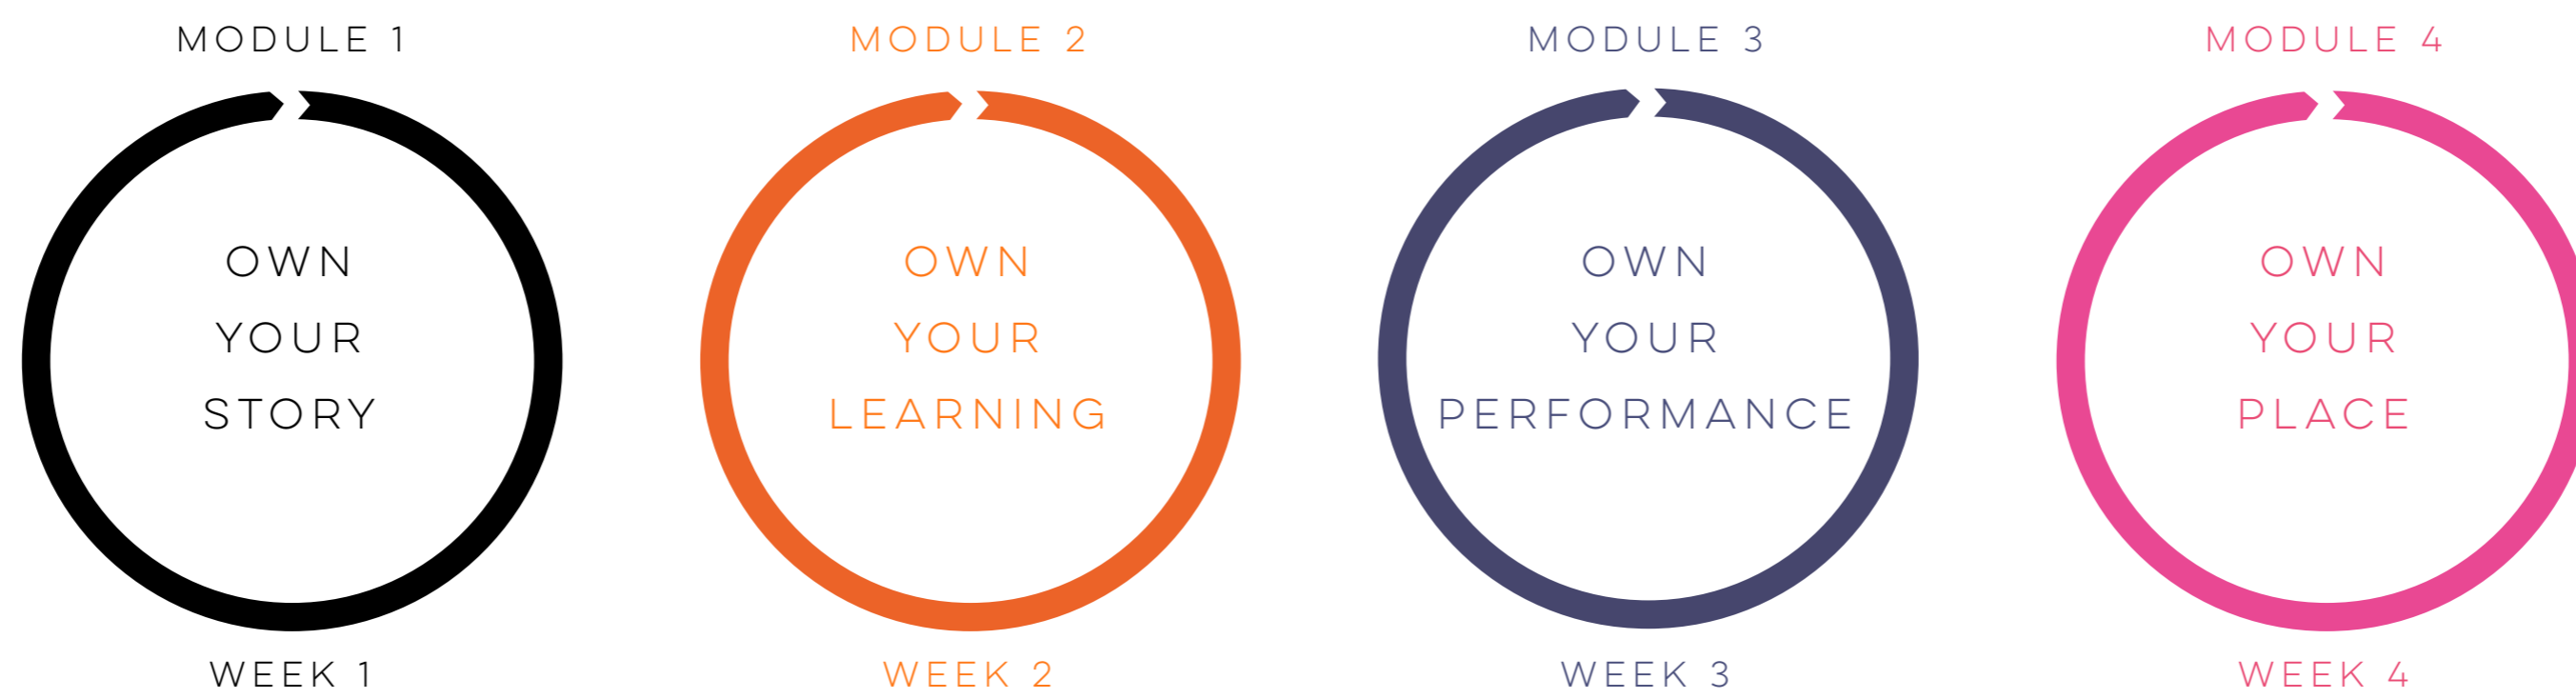 MODULE 1
OWN
YOUR
STORY
WEEK 1
MODULE 2
OWN
YOUR
LEARNING
WEEK 2
MODULE 3
OWN
YOUR
PERFORMANCE
WEEK 3
MODULE 4
OWN
YOUR
PLACE
WEEK 4